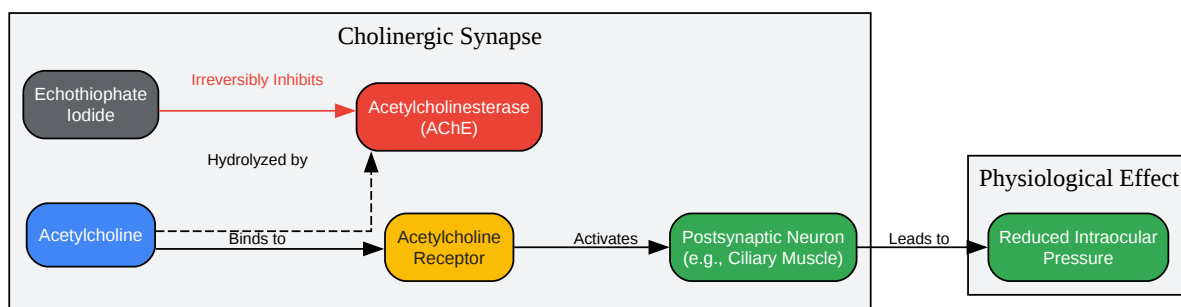 Cholinergic Synapse
Echothiophate
Iodide
Irreversibly Inhibits
Acetylcholinesterase
(AChE)
Hydrolyzed by
Acetylcholine
Binds to
Acetylcholine
Receptor
Activates
Postsynaptic Neuron
(e.g., Ciliary Muscle)
Leads to
Physiological Effect
Reduced Intraocular
Pressure